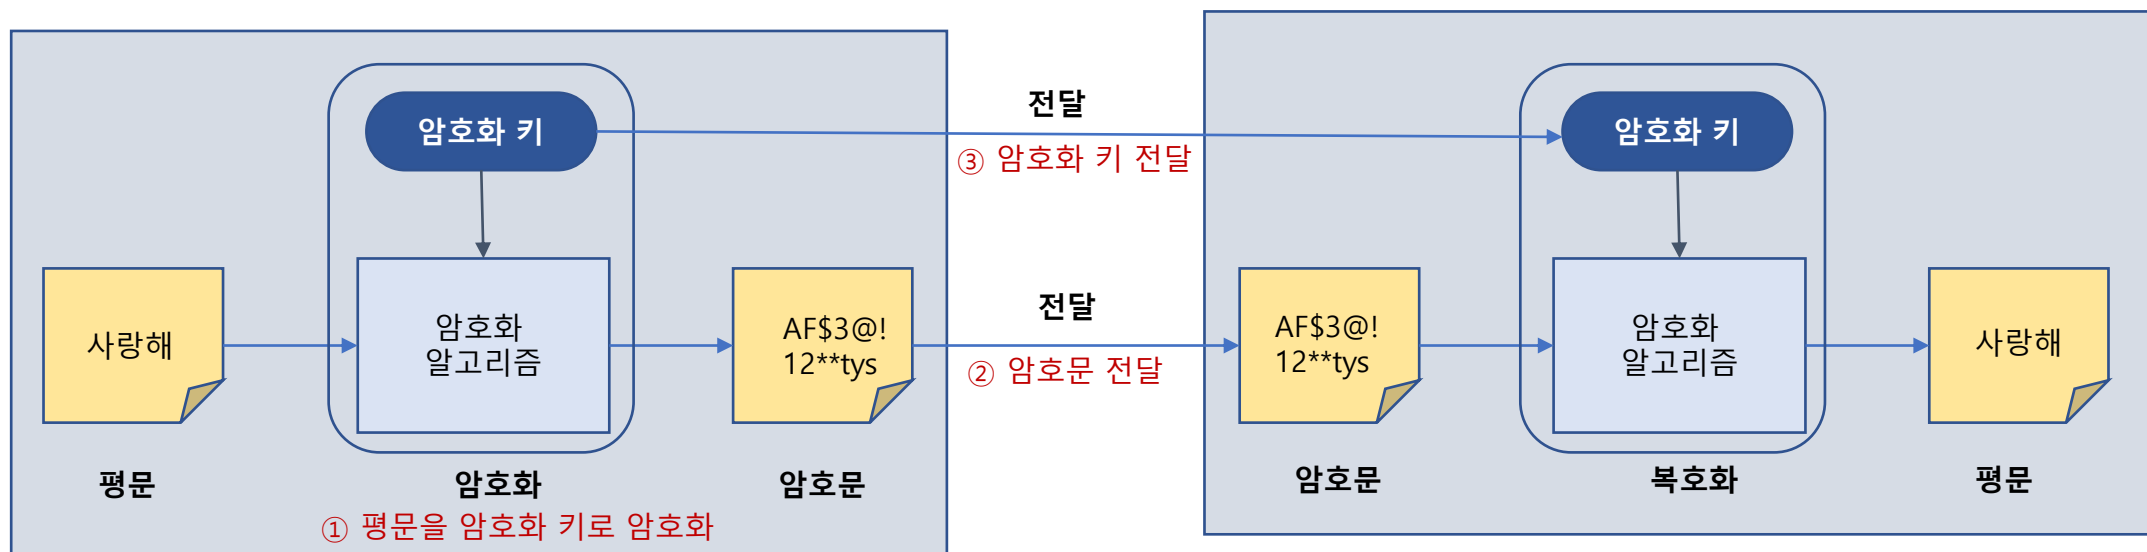 암호화 키
사랑해
암호화
알고리즘
AF$3@!
12**tys
평문
암호화
암호문
① 평문을 암호화 키로 암호화
전달
③ 암호화 키 전달
전달
② 암호문 전달
암호화 키
AF$3@!
12**tys
암호화
알고리즘
사랑해
암호문
복호화
평문